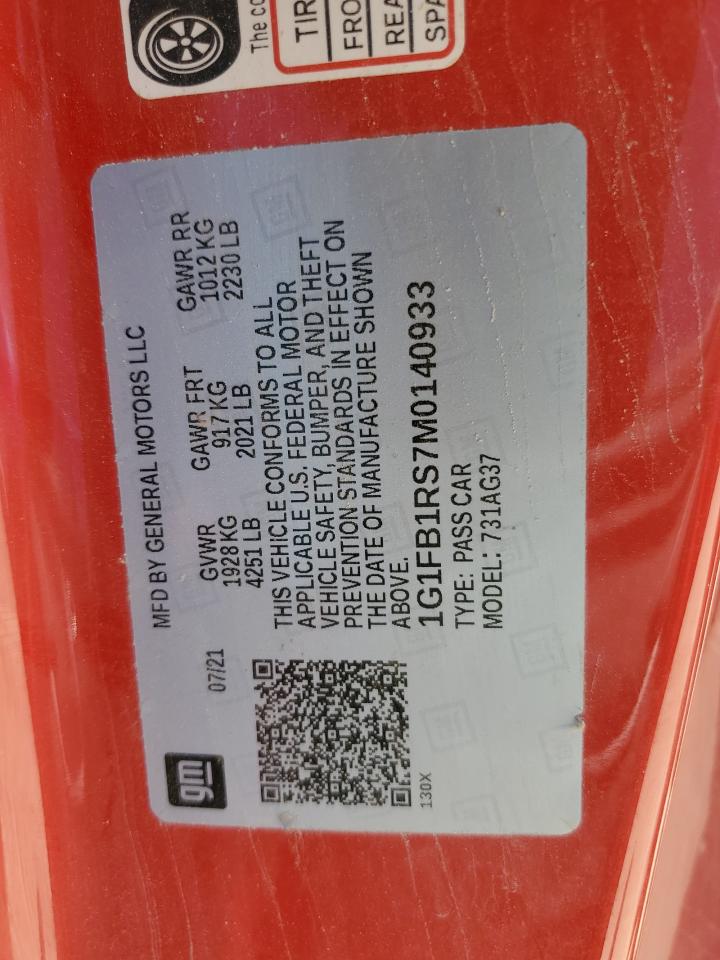 gm
07/21
MFD BY GENERAL MOTORS LLC
GVWR GAWR FRT GAWR RR
1928 KG 917 KG 1012 KG
4251 LB 2021 LB 2230 LB
THIS VEHICLE CONFORMS TO ALL
APPLICABLE U.S. FEDERAL MOTOR
VEHICLE SAFETY, BUMPER, AND THEFT
PREVENTION STANDARDS IN EFFECT ON
THE DATE OF MANUFACTURE SHOWN
ABOVE.
1G1FB1RS7M0140933
TYPE: PASS CAR
MODEL: 731AG37
130X
The co
TIR
FRO
REA
SPA